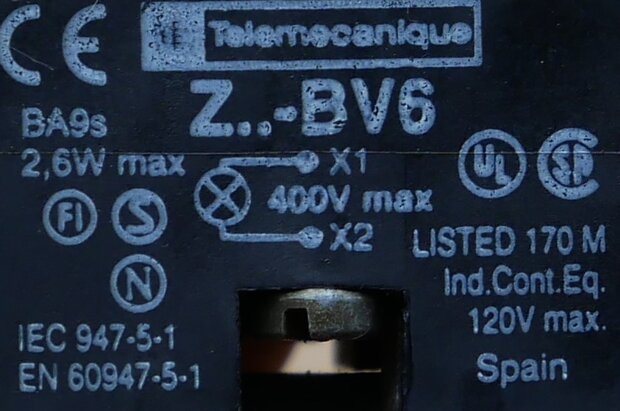 CE
Telemecanique
Z..-BV6
BA9s
2,6W max
X1
400V max
X2
FI
S
N
IEC 947-5-1
EN 60947-5-1
UL
SP
LISTED 170 M
Ind.Cont.Eq.
120V max.
Spain